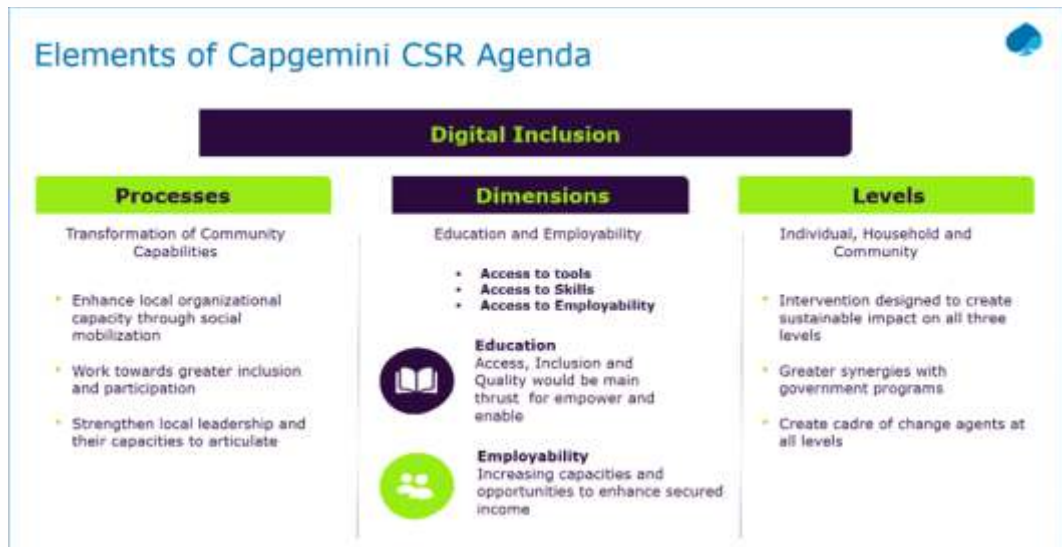 Elements of Capgemini CSR Agenda
Digital Inclusion
Processes
Transformation of Community
Capabilities
Enhance local organizational
capacity through social
mobilization
Work towards greater inclusion
and participation
Strengthen local leadership and
their capacities to articulate
Dimensions
Education and Employability
• Access to tools
• Access to Skills
• Access to Employability
Education
Access, Inclusion and
Quality would be main
thrust for empower and
enable
Employability
Increasing capacities and
opportunities to enhance secured
income
Levels
Individual, Household and
Community
Intervention designed to create
sustainable impact on all three
levels
Greater synergies with
government programs
Create cadre of change agents at
all levels